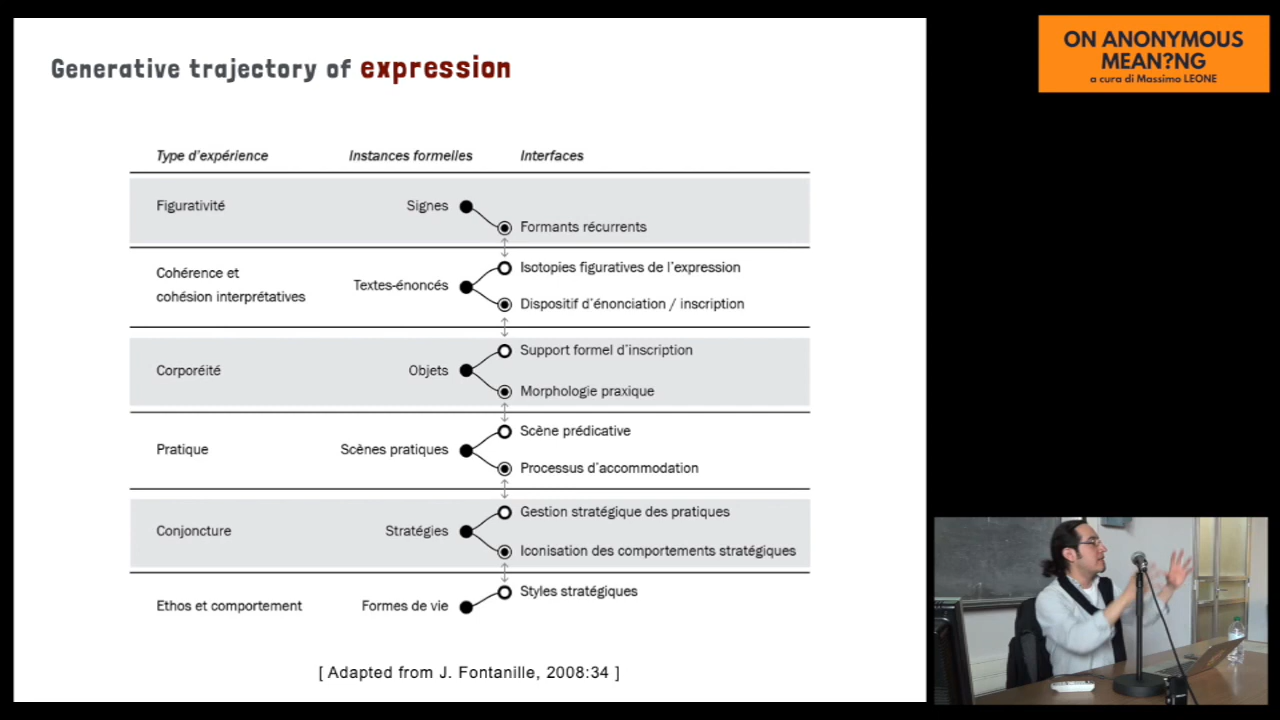 Generative trajectory of expression
ON ANONYMOUS
MEAN?NG
a cura di Massimo LEONE
Type d'expérience Instances formelles Interfaces
Figurativité Signes
Formants récurrents
Isotopies figuratives de l'expression
Cohérence et
cohésion interprétatives
Textes-énoncés
Dispositif d'énonciation / inscription
Support formel d'inscription
Corporéité Objets
Morphologie praxique
Scène prédicative
Pratique Scènes pratiques
Processus d'accommodation
Gestion stratégique des pratiques
Conjoncture Stratégies
Iconisation des comportements stratégiques
Styles stratégiques
Ethos et comportement Formes de vie
[ Adapted from J. Fontanille, 2008:34 ]